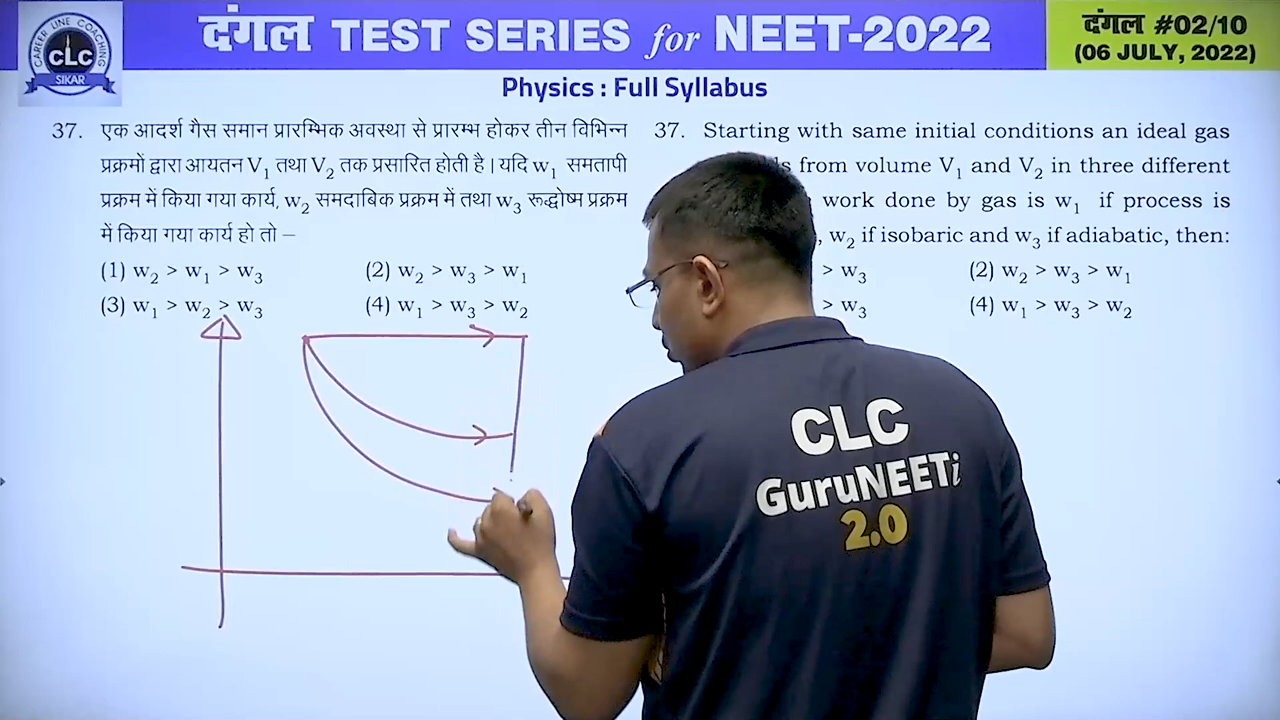 CAREER LINE COACHING
CLC
SIKAR
दंगल TEST SERIES for NEET-2022
दंगल #02/10
(06 JULY, 2022)
Physics : Full Syllabus
37. एक आदर्श गैस समान प्रारम्भिक अवस्था से प्रारम्भ होकर तीन विभिन्न
प्रक्रमों द्वारा आयतन V₁ तथा V₂ तक प्रसारित होती है। यदि w₁ समतापी
प्रक्रम में किया गया कार्य, w₂ समदाबिक प्रक्रम में तथा w₃ रूद्धोष्म प्रक्रम
में किया गया कार्य हो तो –
(1) w₂ > w₁ > w₃ (2) w₂ > w₃ > w₁
(3) w₁ > w₂ > w₃ (4) w₁ > w₃ > w₂
37. Starting with same initial conditions an ideal gas
from volume V₁ and V₂ in three different
work done by gas is w₁ if process is
, w₂ if isobaric and w₃ if adiabatic, then:
> w₃ (2) w₂ > w₃ > w₁
> w₃ (4) w₁ > w₃ > w₂
CLC
GuruNEETi
2.0